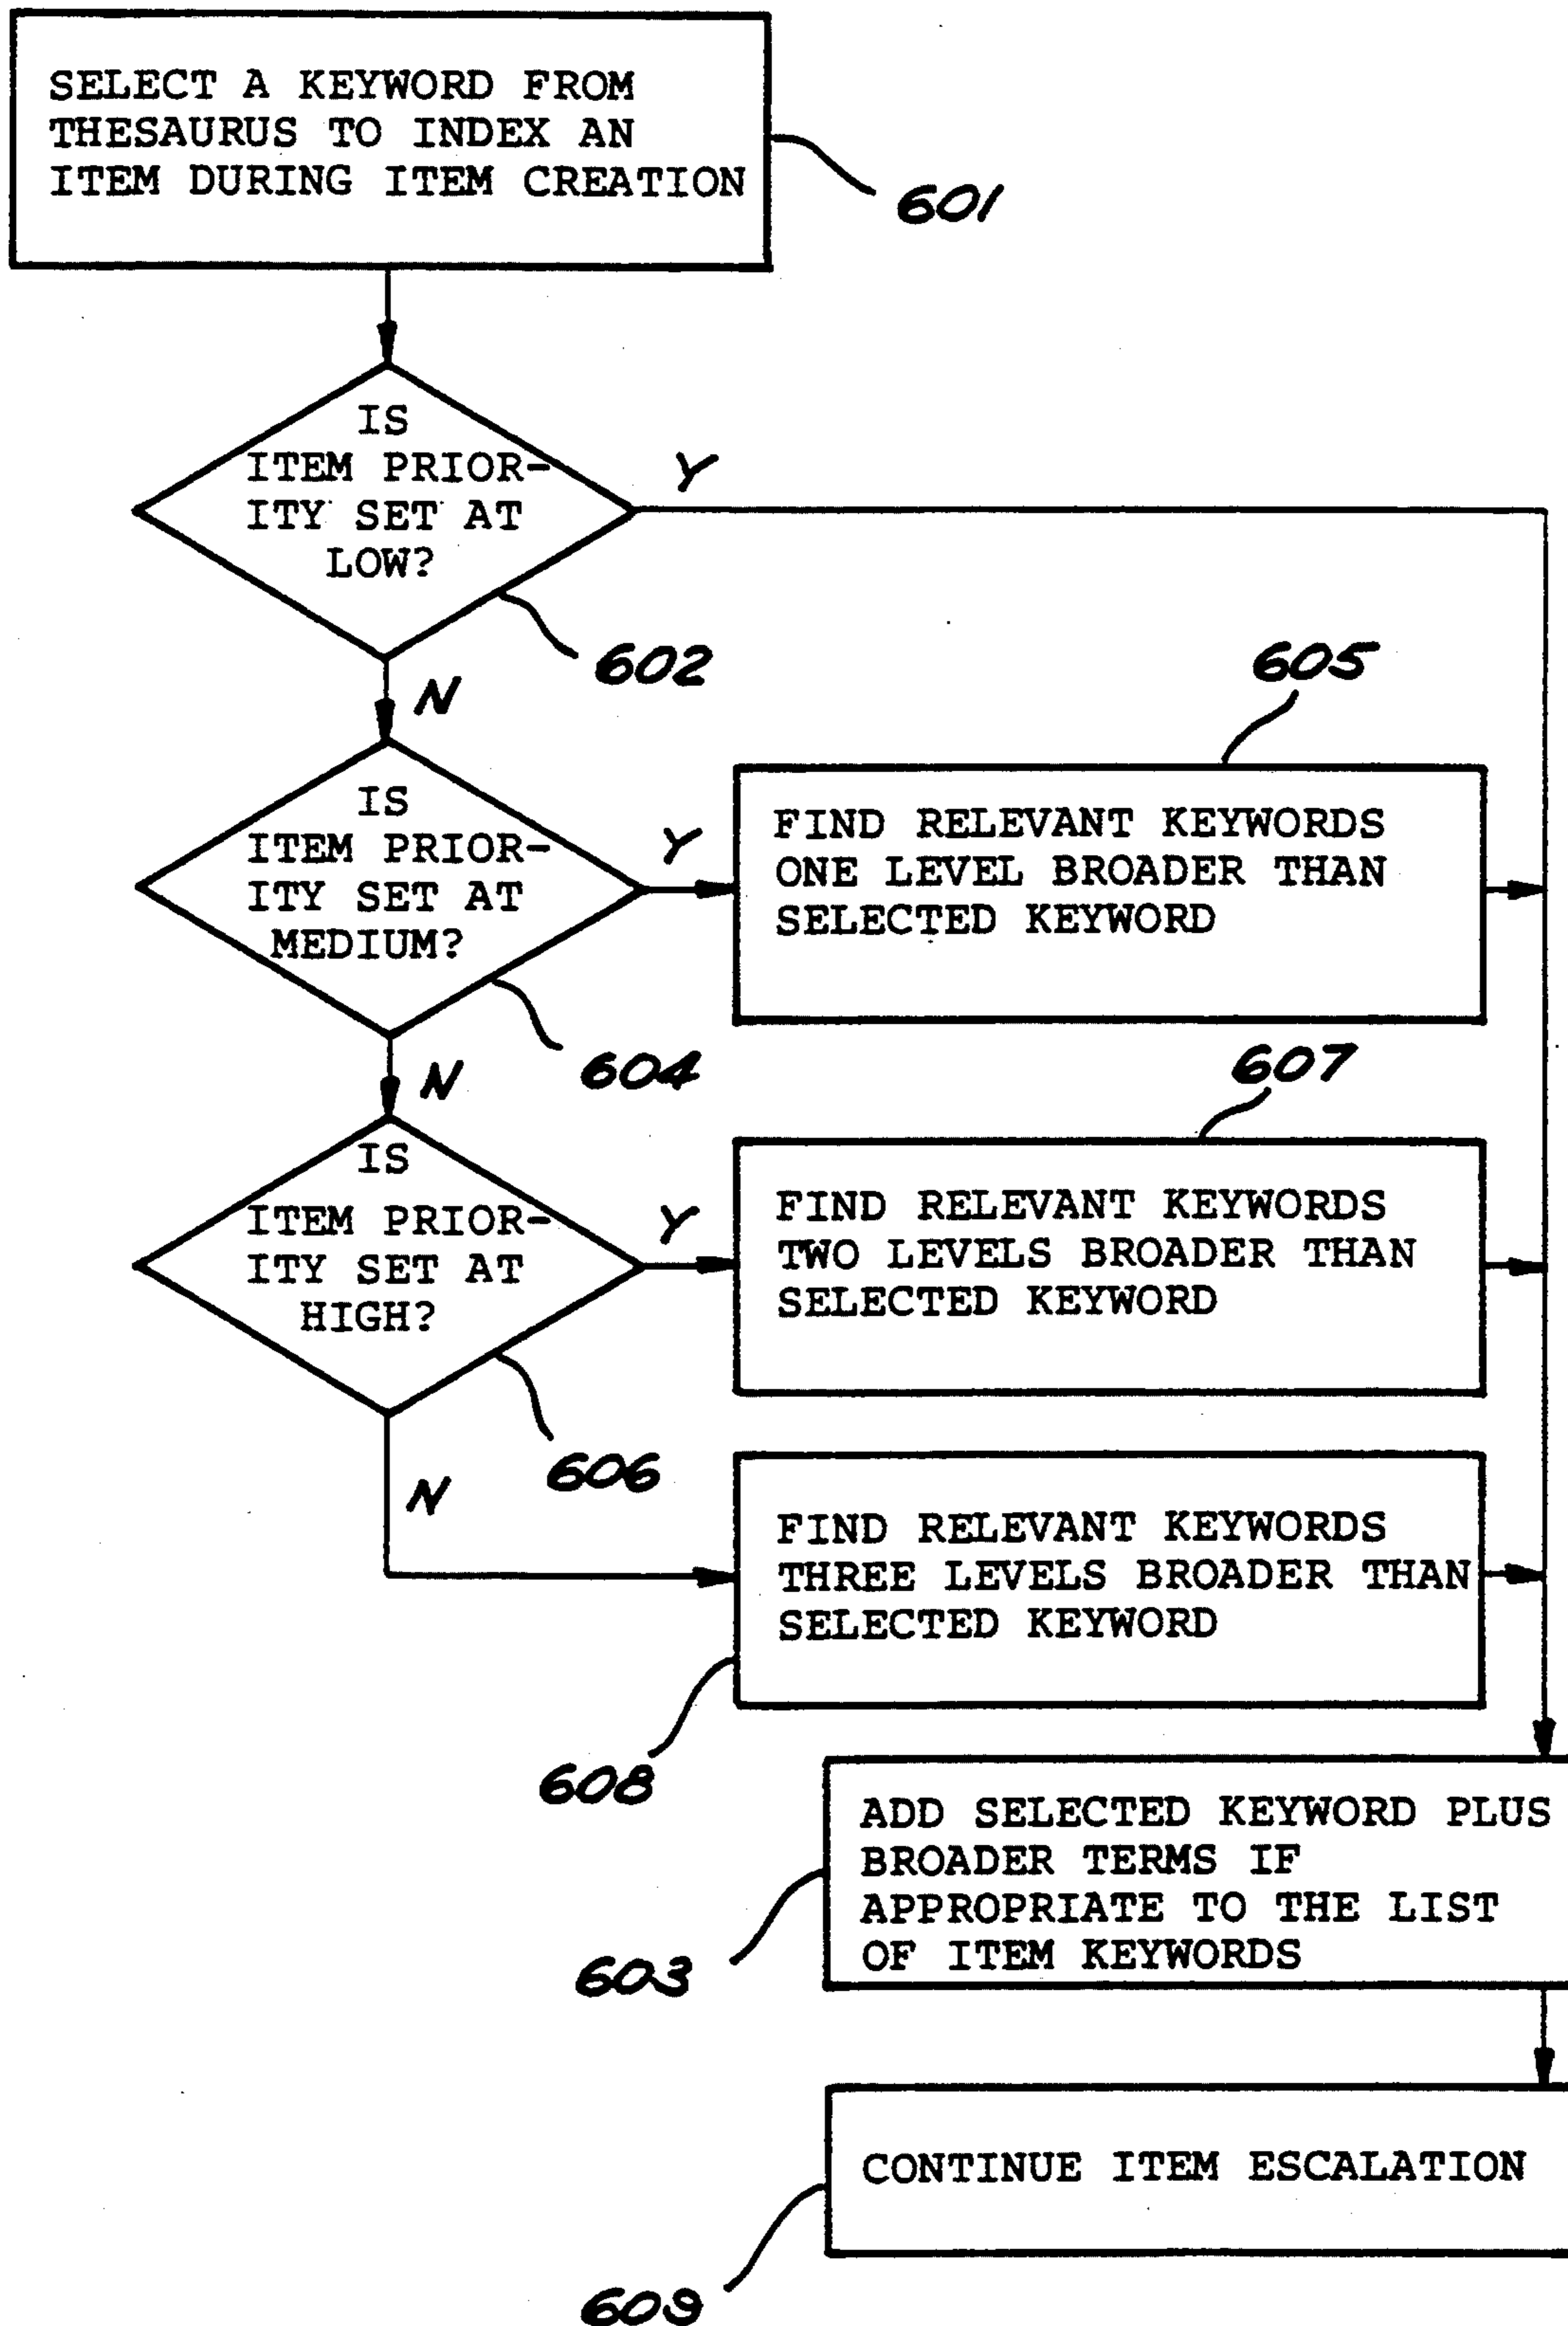 SELECT A KEYWORD FROM
THESAURUS TO INDEX AN
ITEM DURING ITEM CREATION
601
IS
ITEM PRIOR-
ITY SET AT
LOW?
Y
602
N
605
IS
ITEM PRIOR-
ITY SET AT
MEDIUM?
Y
FIND RELEVANT KEYWORDS
ONE LEVEL BROADER THAN
SELECTED KEYWORD
604
N
607
IS
ITEM PRIOR-
ITY SET AT
HIGH?
Y
FIND RELEVANT KEYWORDS
TWO LEVELS BROADER THAN
SELECTED KEYWORD
606
N
FIND RELEVANT KEYWORDS
THREE LEVELS BROADER THAN
SELECTED KEYWORD
608
ADD SELECTED KEYWORD PLUS
BROADER TERMS IF
APPROPRIATE TO THE LIST
OF ITEM KEYWORDS
603
CONTINUE ITEM ESCALATION
609